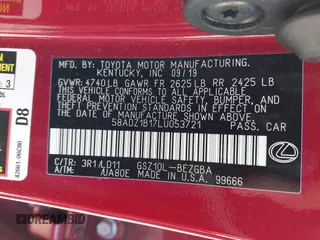 MFD. BY: TOYOTA MOTOR MANUFACTURING,
KENTUCKY, INC 09/19
GVWR: 4740LB GAWR FR 2625LB RR 2425 LB
THIS VEHICLE CONFORMS TO ALL APPLICABLE
FEDERAL MOTOR VEHICLE SAFETY, BUMPER, AND
THEFT PREVENTION STANDARDS IN EFFECT ON THE
DATE OF MANUFACTURE SHOWN ABOVE.
58ADZ1B17LU053721 PASS. CAR
C/TR: 3R1/LD11 GSZ10L-BEZGBA
A/TM: /UA80E MADE IN U.S.A. 99666
3
D8